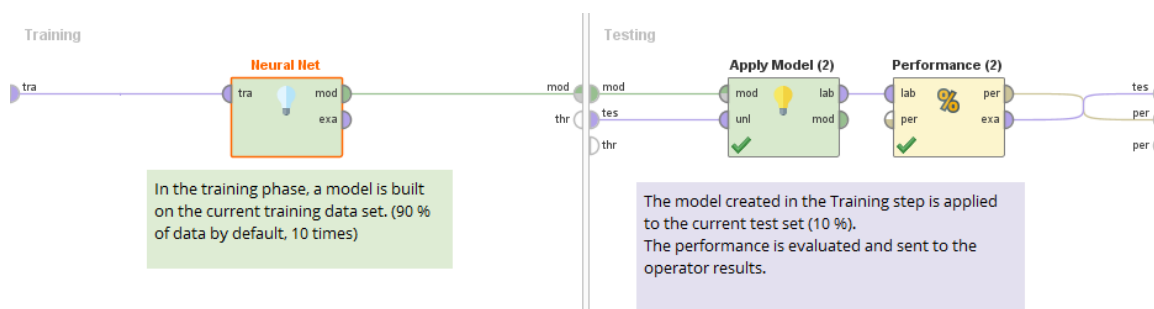 Training
Testing
Neural Net
Apply Model (2)
Performance (2)
tra
tra
mod
exa
mod
thr
mod
tes
thr
mod
unl
lab
mod
lab
per
%
per
exa
tes
per
per
In the training phase, a model is built
on the current training data set. (90 %
of data by default, 10 times)
The model created in the Training step is applied
to the current test set (10 %).
The performance is evaluated and sent to the
operator results.